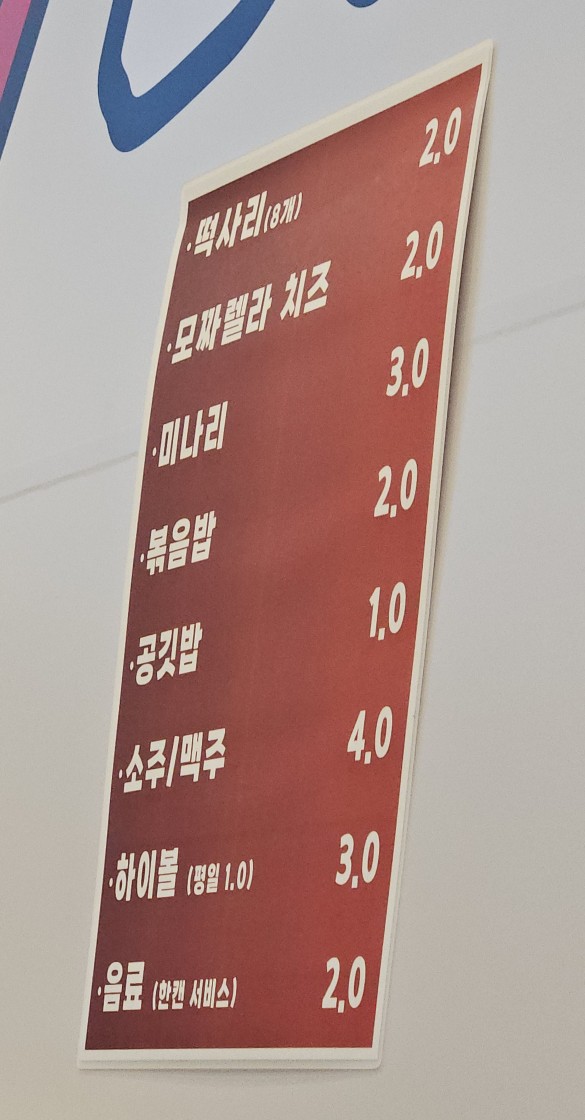 ·떡사리(8개) 2.0
·모짜렐라 치즈 2.0
·미나리 3.0
·볶음밥 2.0
·공깃밥 1.0
·소주/맥주 4.0
·하이볼 (평일 1.0) 3.0
·음료 (한캔 서비스) 2.0